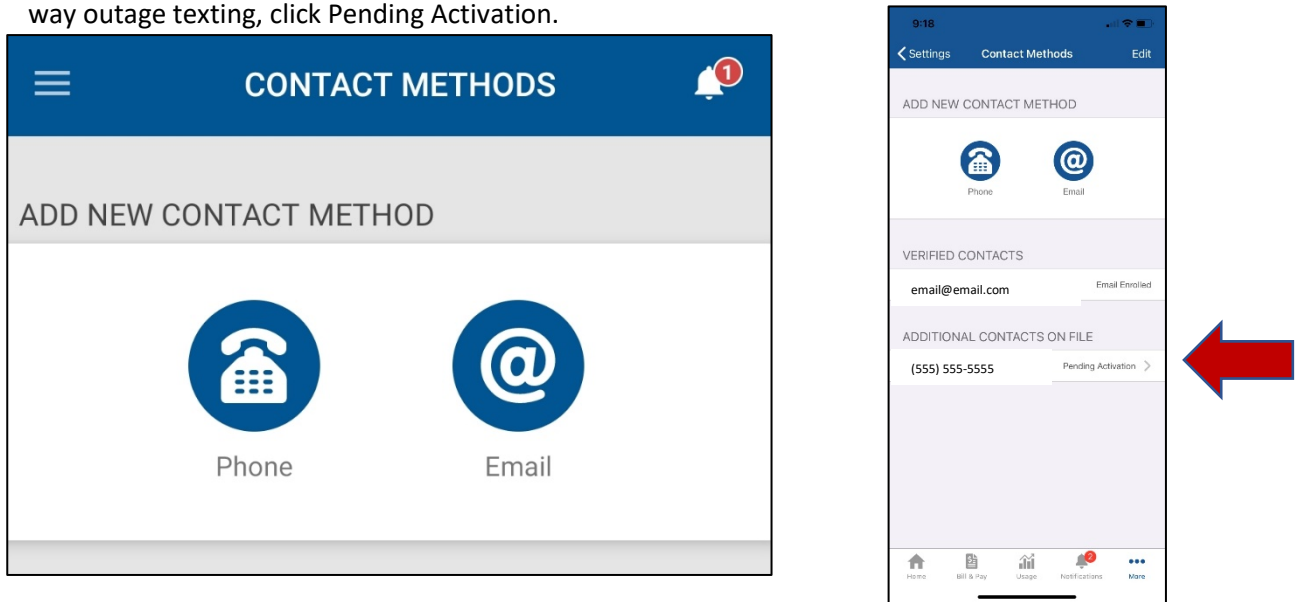 way outage texting, click Pending Activation.
CONTACT METHODS
1
ADD NEW CONTACT METHOD
Phone
Email
9:18
Settings
Contact Methods
Edit
ADD NEW CONTACT METHOD
Phone
Email
VERIFIED CONTACTS
email@email.com
Email Enrolled
ADDITIONAL CONTACTS ON FILE
(555) 555-5555
Pending Activation
Home
Bill & Pay
Usage
2
Notifications
More